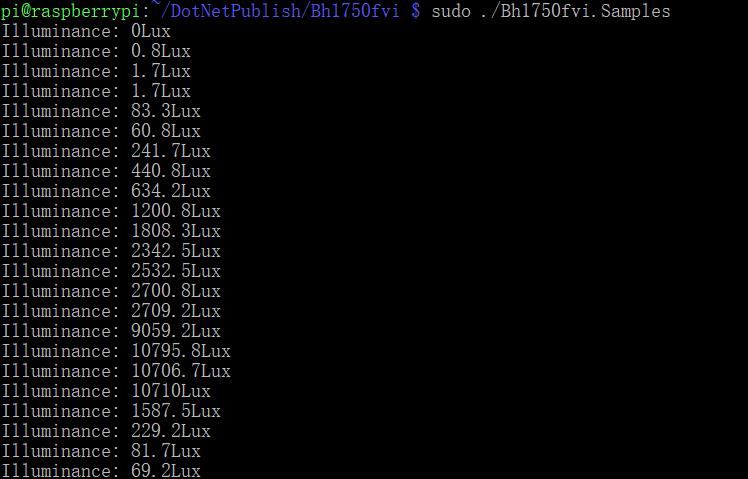 pi@raspberrypi:~/DotNetPublish/Bh1750fvi $ sudo ./Bh1750fvi.Samples
Illuminance: 0Lux
Illuminance: 0.8Lux
Illuminance: 1.7Lux
Illuminance: 1.7Lux
Illuminance: 83.3Lux
Illuminance: 60.8Lux
Illuminance: 241.7Lux
Illuminance: 440.8Lux
Illuminance: 634.2Lux
Illuminance: 1200.8Lux
Illuminance: 1808.3Lux
Illuminance: 2342.5Lux
Illuminance: 2532.5Lux
Illuminance: 2700.8Lux
Illuminance: 2709.2Lux
Illuminance: 9059.2Lux
Illuminance: 10795.8Lux
Illuminance: 10706.7Lux
Illuminance: 10710Lux
Illuminance: 1587.5Lux
Illuminance: 229.2Lux
Illuminance: 81.7Lux
Illuminance: 69.2Lux